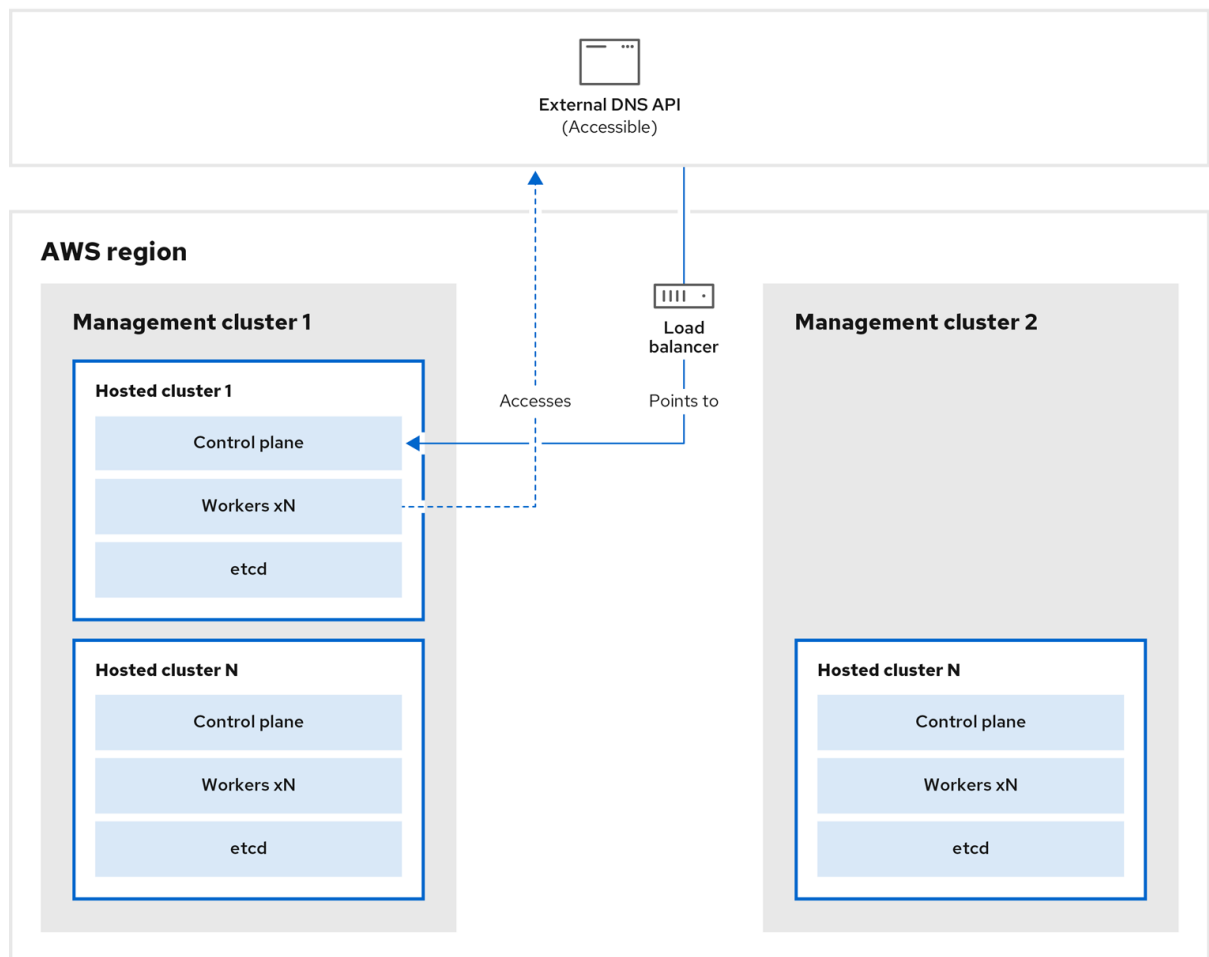 External DNS API
(Accessible)
AWS region
Management cluster 1
Hosted cluster 1
Control plane
Workers xN
etcd
Hosted cluster N
Control plane
Workers xN
etcd
Accesses
Load
balancer
Points to
Management cluster 2
Hosted cluster N
Control plane
Workers xN
etcd